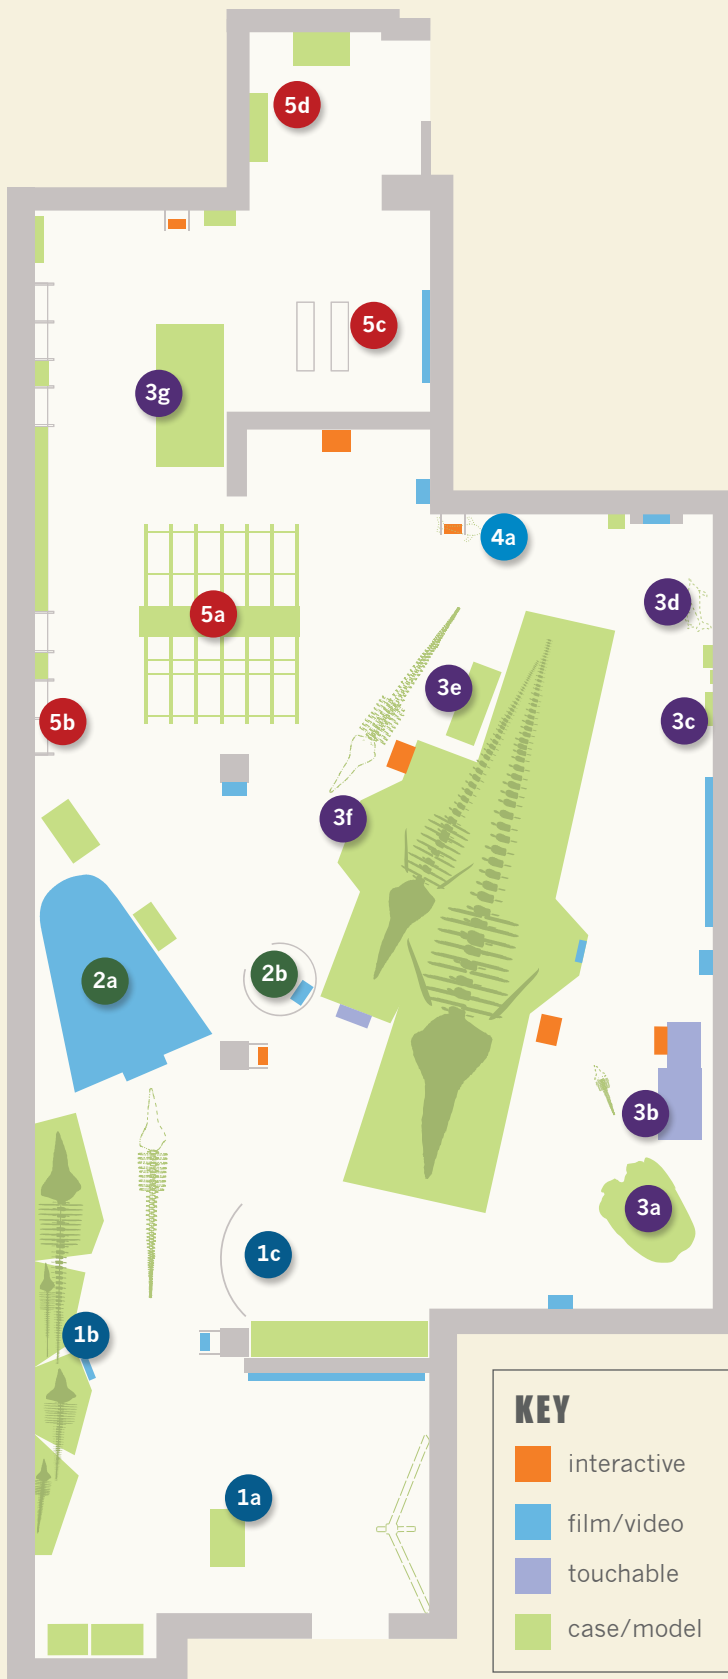 5d
5c
3g
4a
3d
5a
3e
3c
5b
3f
2b
2a
3b
3a
1c
1b
KEY
interactive
1a
film/video
touchable
case/model